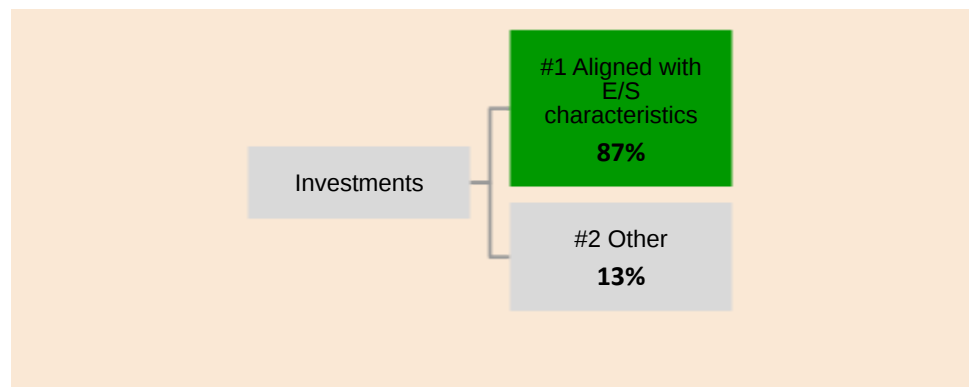 Investments
#1 Aligned with
E/S
characteristics
87%
#2 Other
13%